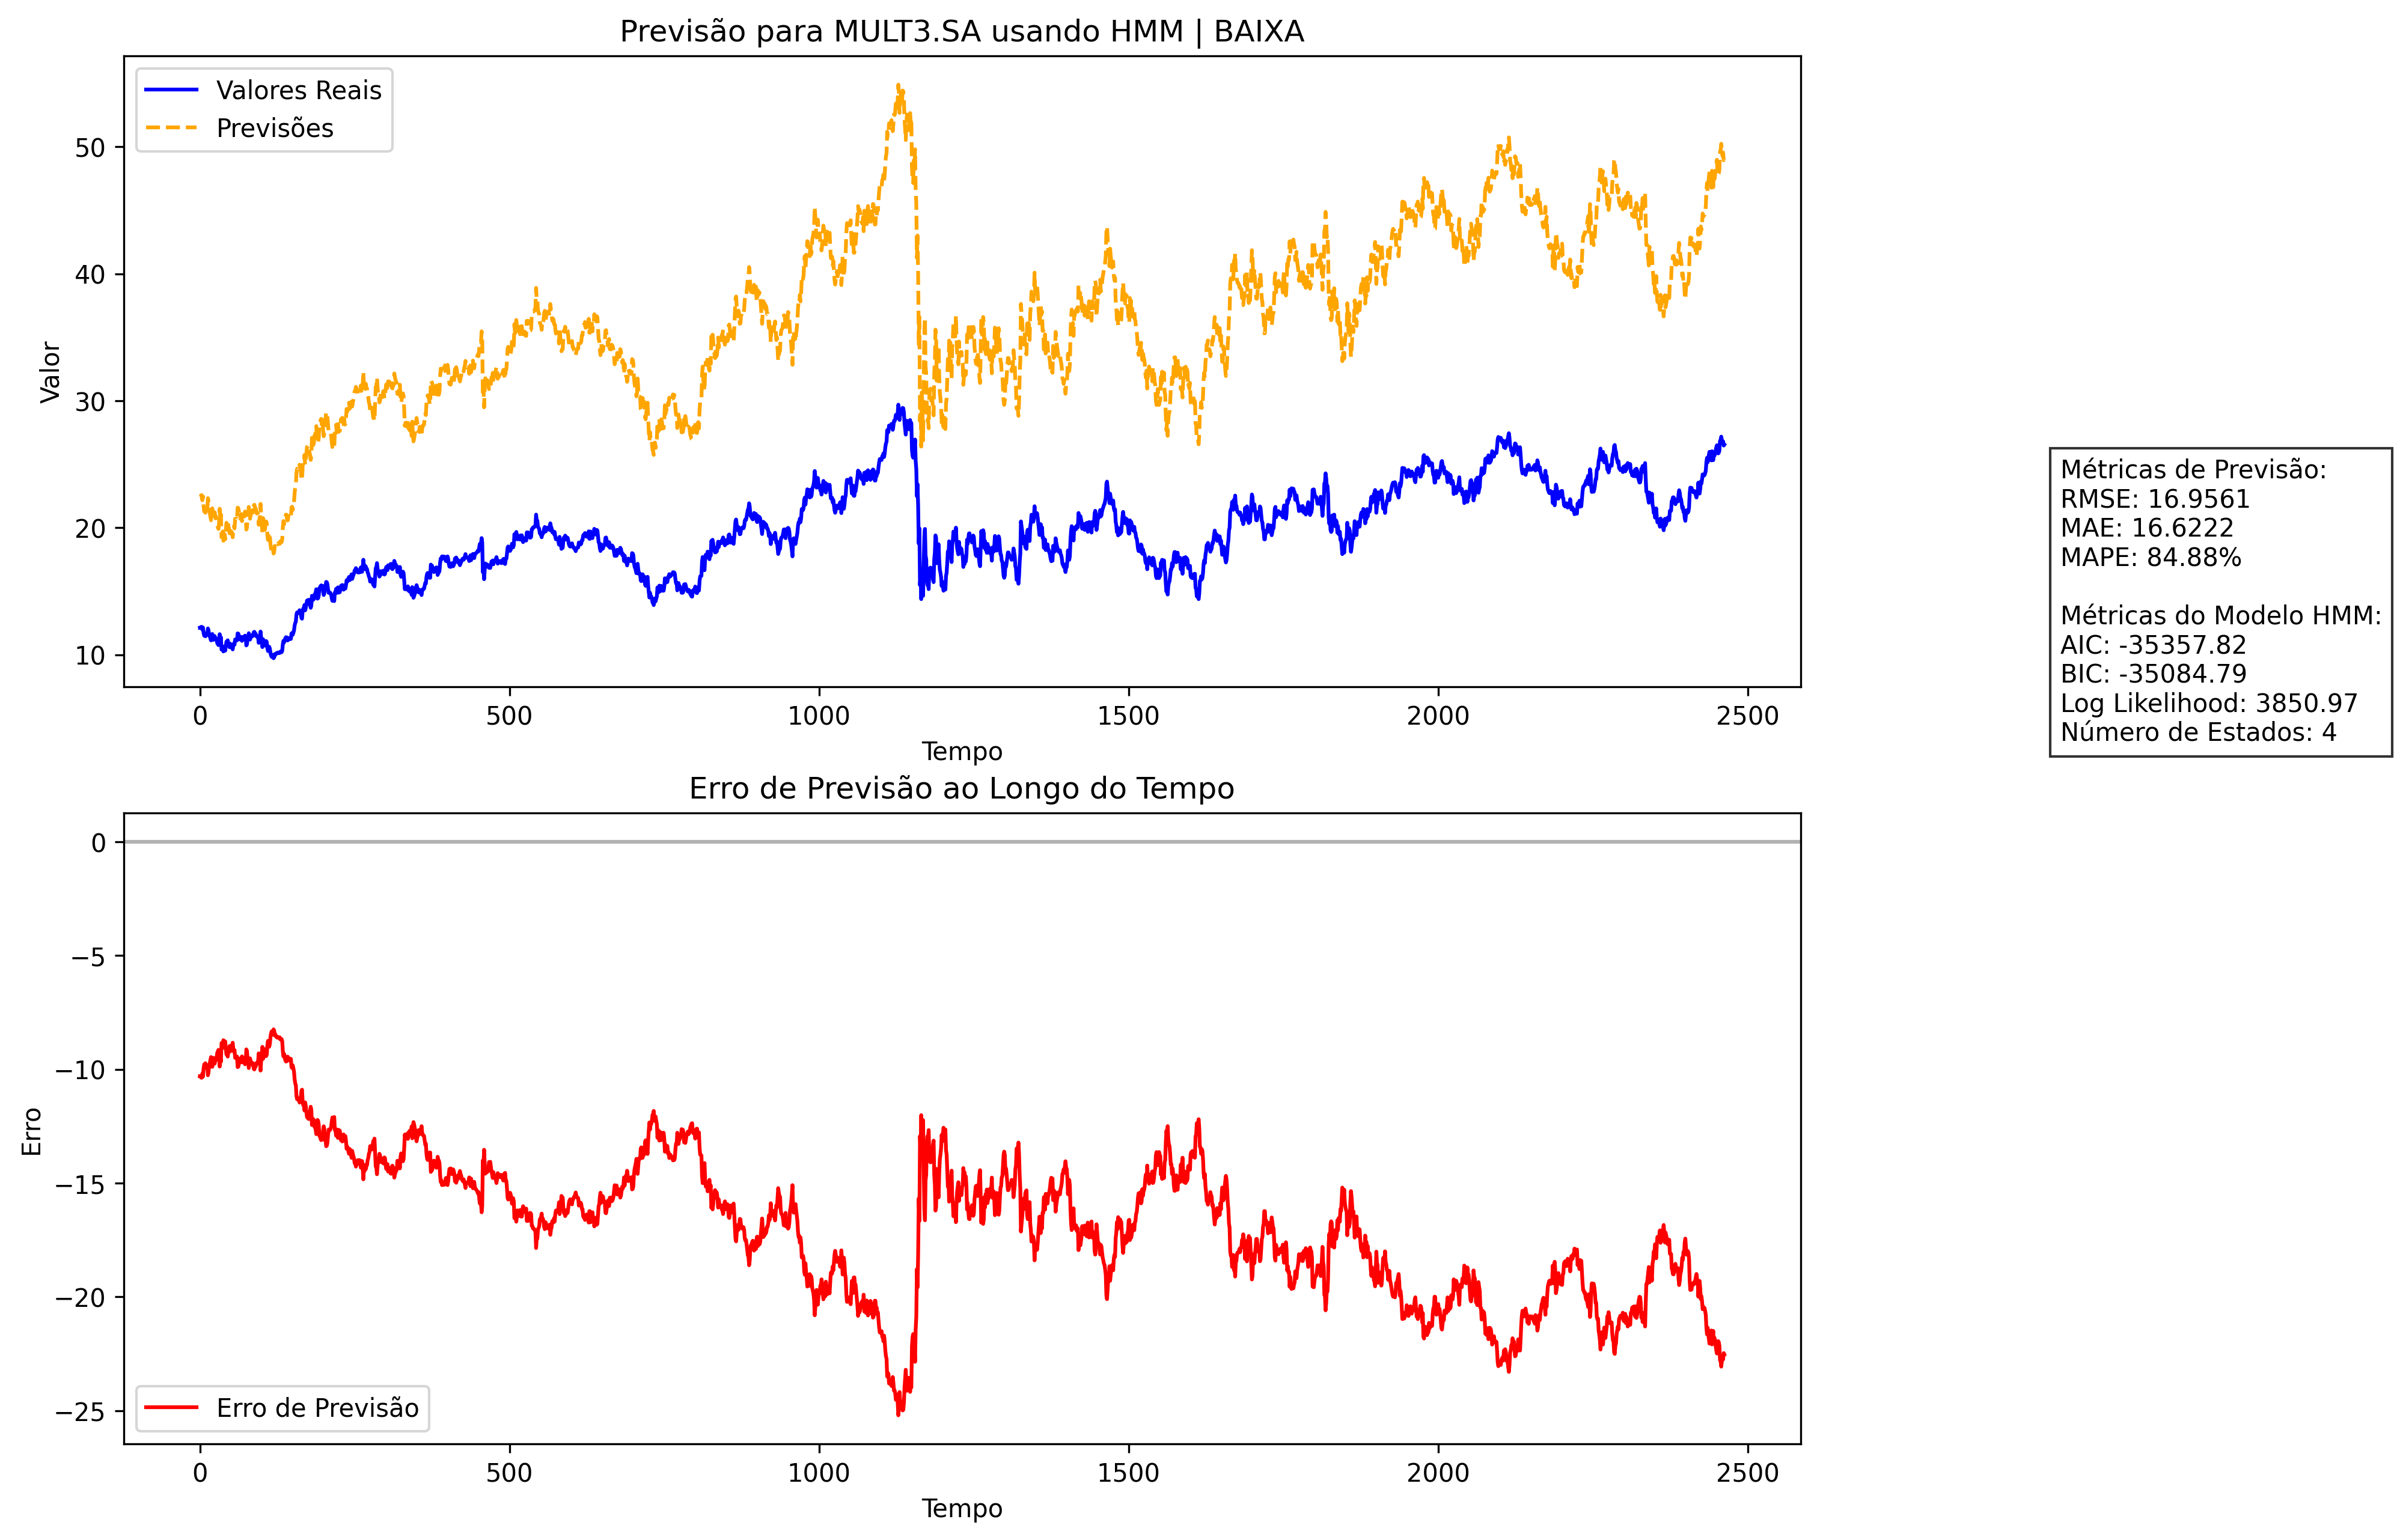 Previsão para MULT3.SA usando HMM | BAIXA
Valores Reais
Previsões
Valor
50
40
30
20
10
0
500
1000
1500
2000
2500
Tempo
Métricas de Previsão:
RMSE: 16.9561
MAE: 16.6222
MAPE: 84.88%
Métricas do Modelo HMM:
AIC: -35357.82
BIC: -35084.79
Log Likelihood: 3850.97
Número de Estados: 4
Erro de Previsão ao Longo do Tempo
Erro
0
−5
−10
−15
−20
−25
Erro de Previsão
0
500
1000
1500
2000
2500
Tempo